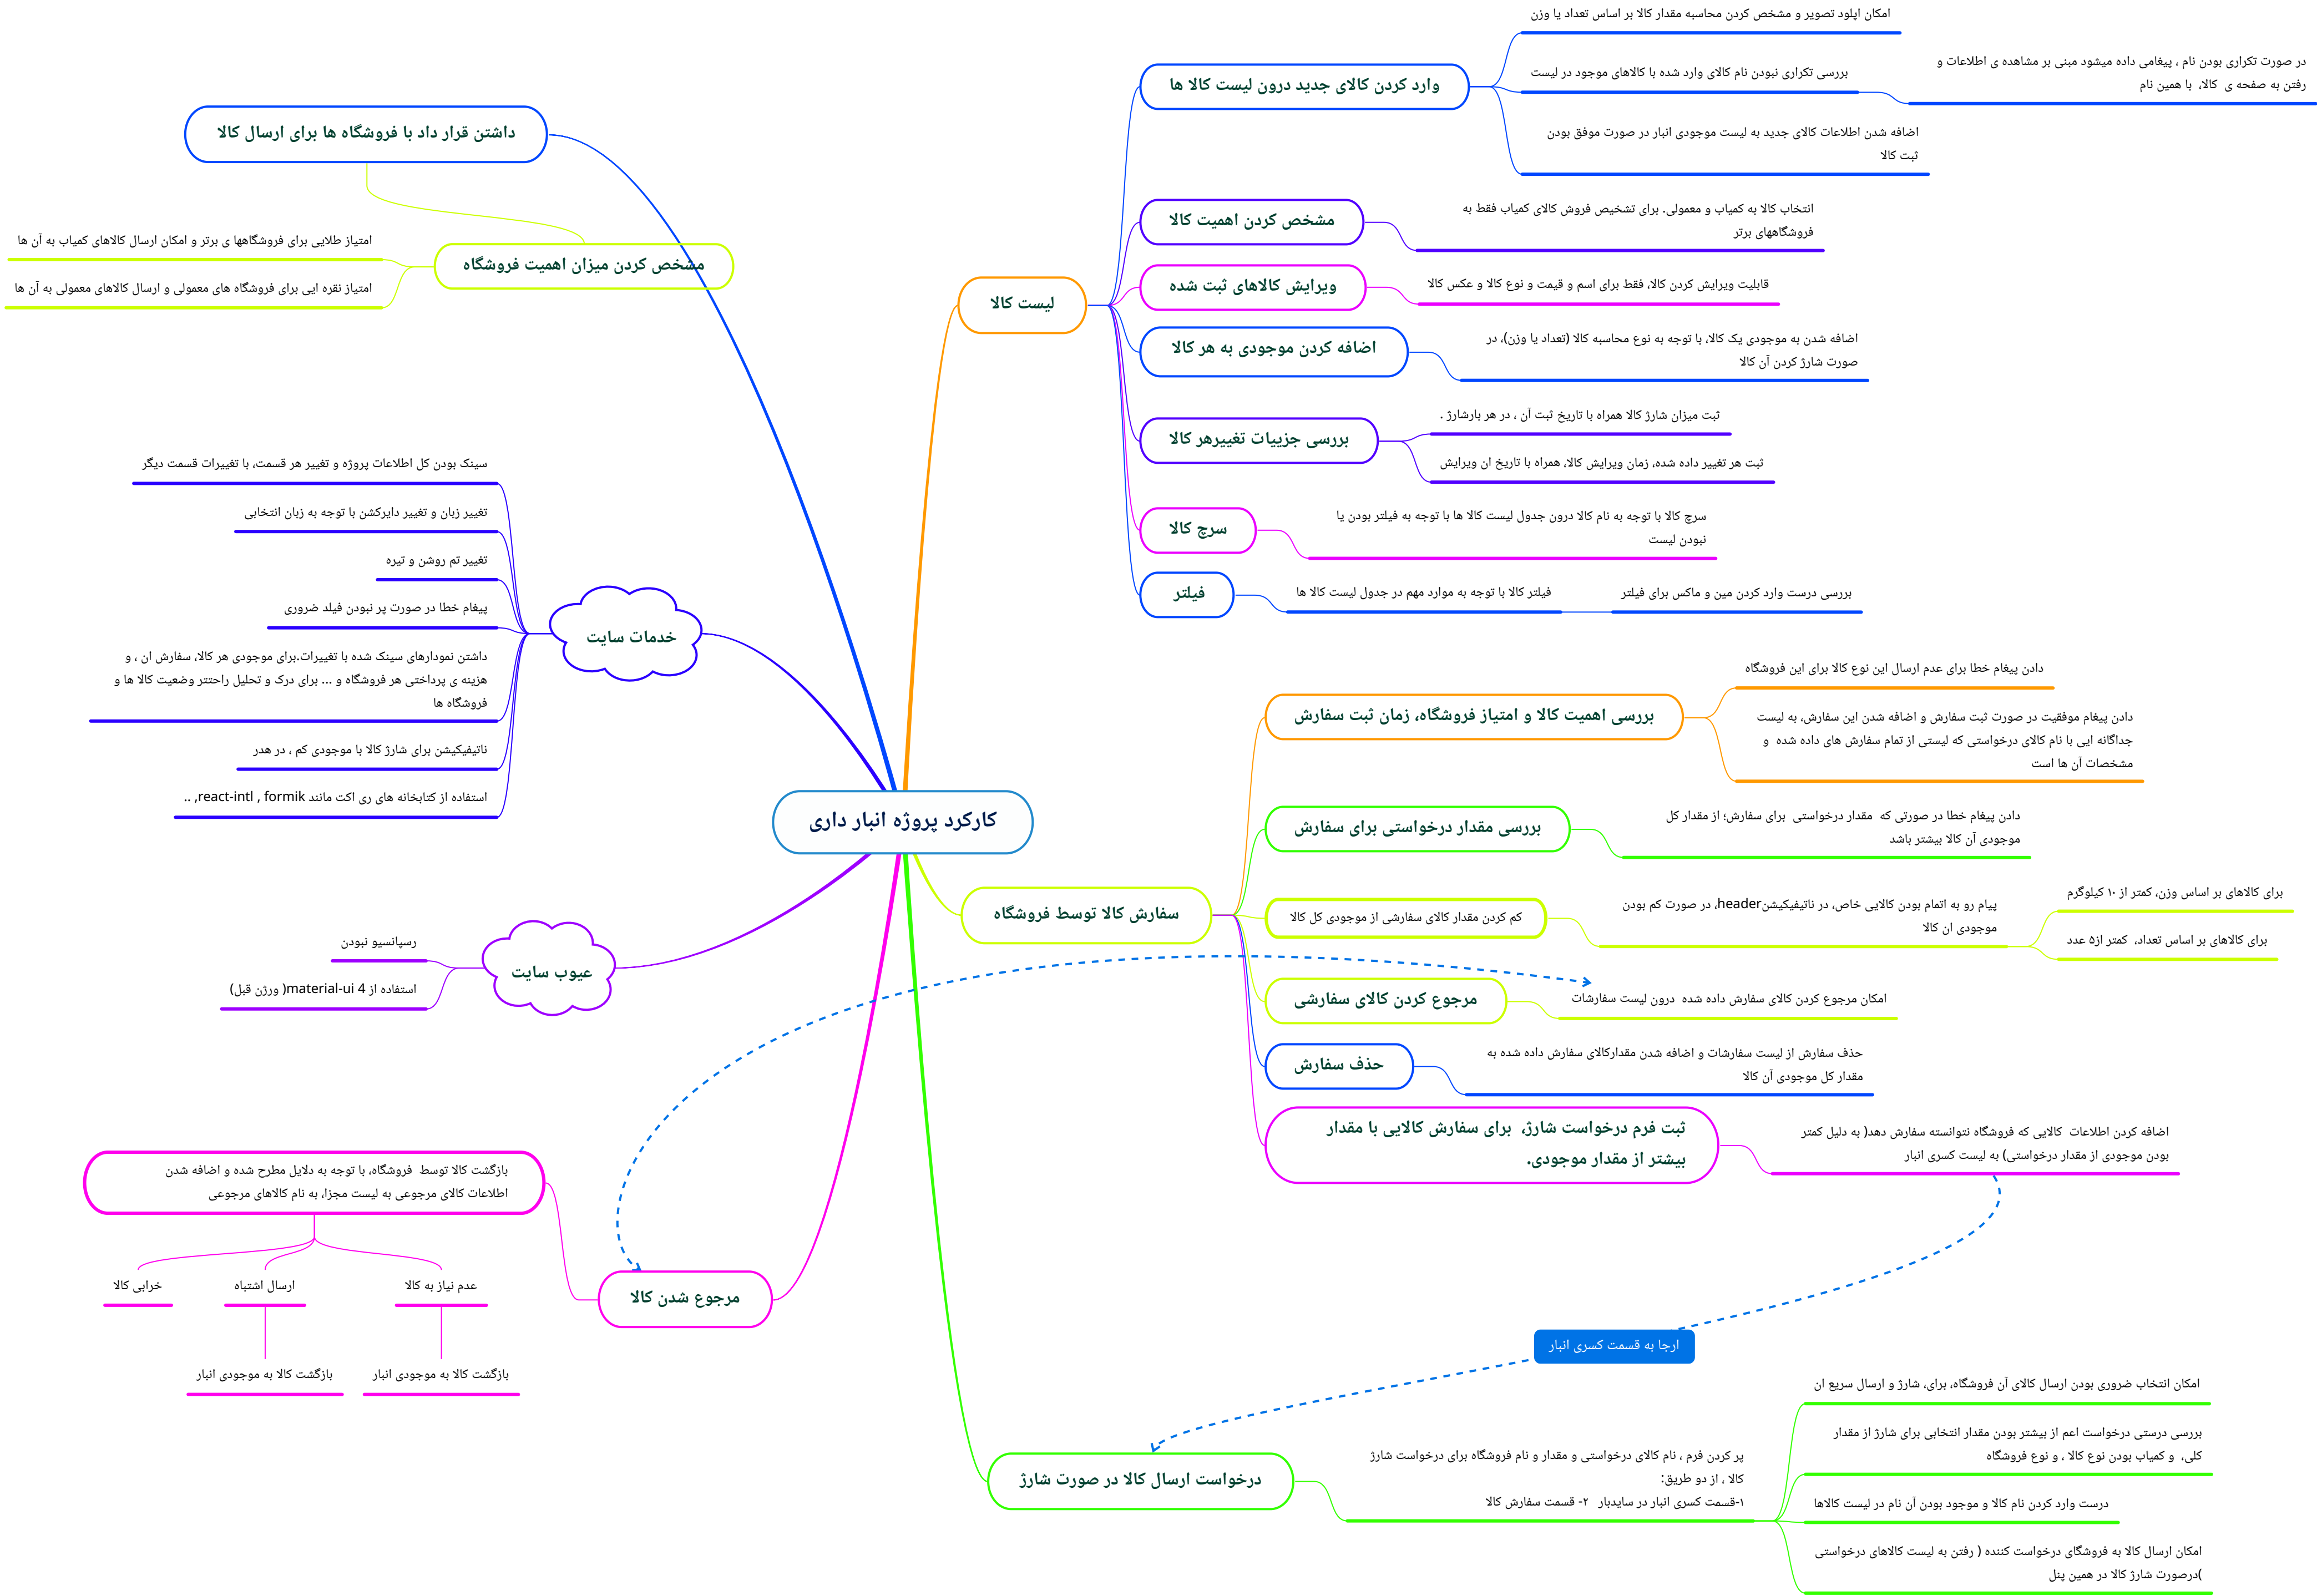 کارکرد پروژه انبار داری
لیست کالا
وارد کردن کالای جدید درون لیست کالا ها
امکان اپلود تصویر و مشخص کردن محاسبه مقدار کالا بر اساس تعداد یا وزن
بررسی تکراری نبودن نام کالای وارد شده با کالاهای موجود در لیست
در صورت تکراری بودن نام ، پیغامی داده میشود مبنی بر مشاهده ی اطلاعات و
رفتن به صفحه ی کالا، با همین نام
اضافه شدن اطلاعات کالای جدید به لیست موجودی انبار در صورت موفق بودن
ثبت کالا
مشخص کردن اهمیت کالا
انتخاب کالا به کمیاب و معمولی. برای تشخیص فروش کالای کمیاب فقط به
فروشگاههای برتر
ویرایش کالاهای ثبت شده
قابلیت ویرایش کردن کالا، فقط برای اسم و قیمت و نوع کالا و عکس کالا
اضافه کردن موجودی به هر کالا
اضافه شدن به موجودی یک کالا، با توجه به نوع محاسبه کالا (تعداد یا وزن)، در
صورت شارژ کردن آن کالا
بررسی جزییات تغییرهر کالا
ثبت میزان شارژ کالا همراه با تاریخ ثبت آن ، در هر بارشارژ .
ثبت هر تغییر داده شده، زمان ویرایش کالا، همراه با تاریخ ان ویرایش
سرچ کالا
سرچ کالا با توجه به نام کالا درون جدول لیست کالا ها با توجه به فیلتر بودن یا
نبودن لیست
فیلتر
فیلتر کالا با توجه به موارد مهم در جدول لیست کالا ها
بررسی درست وارد کردن مین و ماکس برای فیلتر
سفارش کالا توسط فروشگاه
بررسی اهمیت کالا و امتیاز فروشگاه، زمان ثبت سفارش
دادن پیغام خطا برای عدم ارسال این نوع کالا برای این فروشگاه
دادن پیغام موفقیت در صورت ثبت سفارش و اضافه شدن این سفارش، به لیست
جداگانه ایی با نام کالای درخواستی که لیستی از تمام سفارش های داده شده و
مشخصات آن ها است
بررسی مقدار درخواستی برای سفارش
دادن پیغام خطا در صورتی که مقدار درخواستی برای سفارش؛ از مقدار کل
موجودی آن کالا بیشتر باشد
کم کردن مقدار کالای سفارشی از موجودی کل کالا
پیام رو به اتمام بودن کالایی خاص، در ناتیفیکیشنheader، در صورت کم بودن
موجودی ان کالا
برای کالاهای بر اساس وزن، کمتر از ۱۰ کیلوگرم
برای کالاهای بر اساس تعداد، کمتر از۵ عدد
مرجوع کردن کالای سفارشی
امکان مرجوع کردن کالای سفارش داده شده درون لیست سفارشات
حذف سفارش
حذف سفارش از لیست سفارشات و اضافه شدن مقدارکالای سفارش داده شده به
مقدار کل موجودی آن کالا
ثبت فرم درخواست شارژ، برای سفارش کالایی با مقدار
بیشتر از مقدار موجودی.
اضافه کردن اطلاعات کالایی که فروشگاه نتوانسته سفارش دهد( به دلیل کمتر
بودن موجودی از مقدار درخواستی) به لیست کسری انبار
ارجا به قسمت کسری انبار
درخواست ارسال کالا در صورت شارژ
پر کردن فرم ، نام کالای درخواستی و مقدار و نام فروشگاه برای درخواست شارژ
کالا ، از دو طریق:
۱-قسمت کسری انبار در سایدبار ۲- قسمت سفارش کالا
امکان انتخاب ضروری بودن ارسال کالای آن فروشگاه، برای، شارژ و ارسال سریع ان
بررسی درستی درخواست اعم از بیشتر بودن مقدار انتخابی برای شارژ از مقدار
کلی، و کمیاب بودن نوع کالا ، و نوع فروشگاه
درست وارد کردن نام کالا و موجود بودن آن نام در لیست کالاها
امکان ارسال کالا به فروشگای درخواست کننده ( رفتن به لیست کالاهای درخواستی
)درصورت شارژ کالا در همین پنل
داشتن قرار داد با فروشگاه ها برای ارسال کالا
مشخص کردن میزان اهمیت فروشگاه
امتیاز طلایی برای فروشگاهها ی برتر و امکان ارسال کالاهای کمیاب به آن ها
امتیاز نقره ایی برای فروشگاه های معمولی و ارسال کالاهای معمولی به آن ها
خدمات سایت
سینک بودن کل اطلاعات پروژه و تغییر هر قسمت، با تغییرات قسمت دیگر
تغییر زبان و تغییر دایرکشن با توجه به زبان انتخابی
تغییر تم روشن و تیره
پیغام خطا در صورت پر نبودن فیلد ضروری
داشتن نمودارهای سینک شده با تغییرات.برای موجودی هر کالا، سفارش ان ، و
هزینه ی پرداختی هر فروشگاه و ... برای درک و تحلیل راحتتر وضعیت کالا ها و
فروشگاه ها
ناتیفیکیشن برای شارژ کالا با موجودی کم ، در هدر
استفاده از کتابخانه های ری اکت مانند react-intl , formik, ..
عیوب سایت
رسپانسیو نبودن
استفاده از material-ui 4( ورژن قبل)
مرجوع شدن کالا
بازگشت کالا توسط فروشگاه، با توجه به دلایل مطرح شده و اضافه شدن
اطلاعات کالای مرجوعی به لیست مجزا، به نام کالاهای مرجوعی
عدم نیاز به کالا
ارسال اشتباه
خرابی کالا
بازگشت کالا به موجودی انبار
بازگشت کالا به موجودی انبار